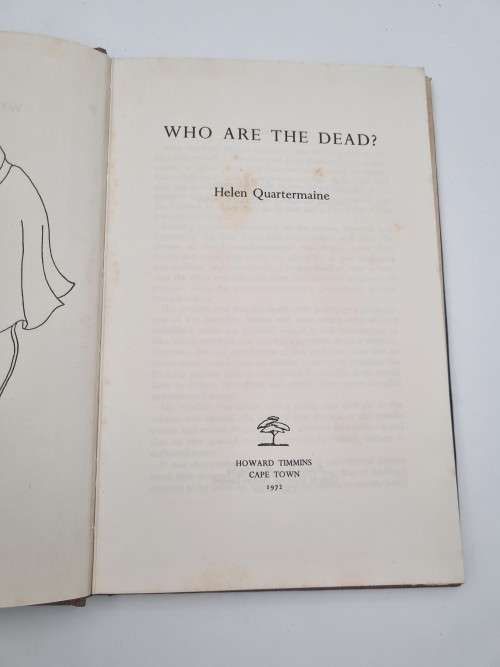 WHO ARE THE DEAD?
Helen Quartermaine
HOWARD TIMMINS
CAPE TOWN
1972